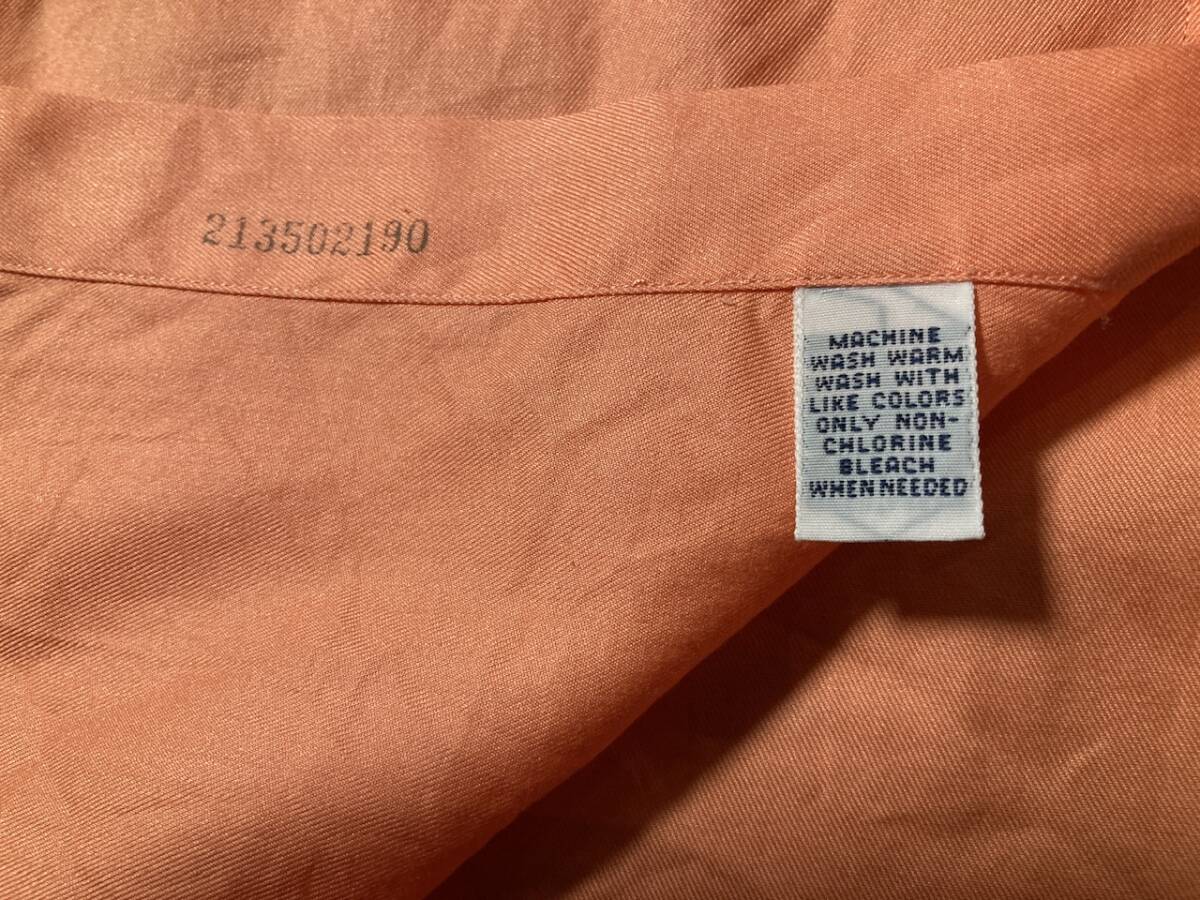 213502190
MACHINE
WASH WARM
WASH WITH
LIKE COLORS
ONLY NON-
CHLORINE
BLEACH
WHEN NEEDED